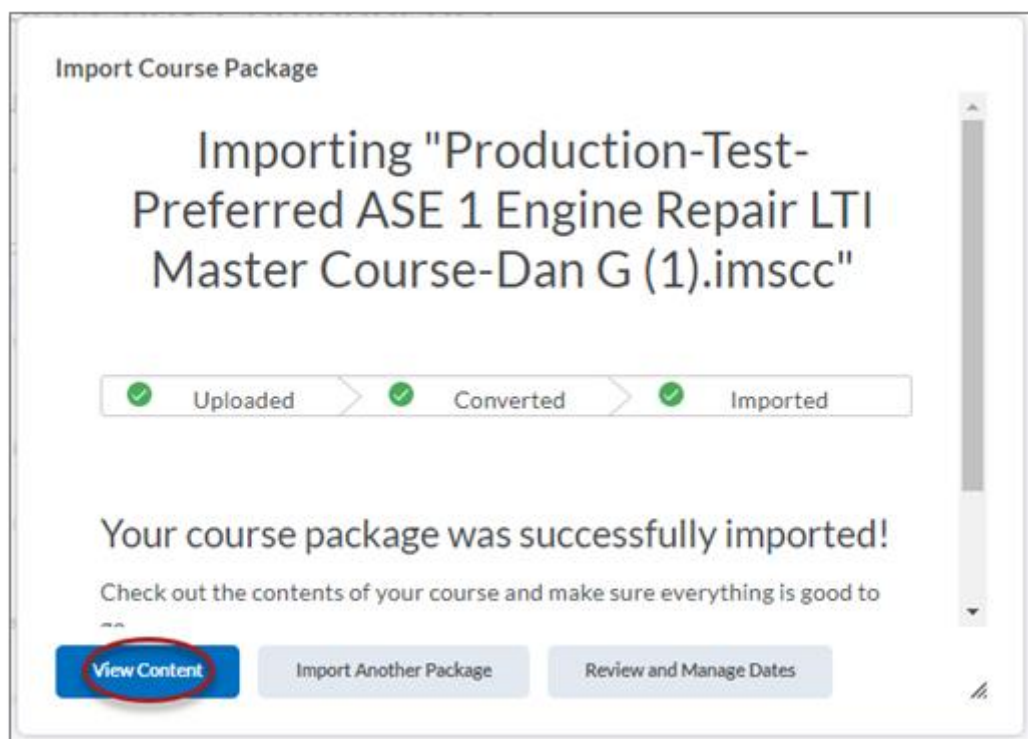 Import Course Package
Importing "Production-Test-
Preferred ASE 1 Engine Repair LTI
Master Course-Dan G (1).imscc"
Uploaded Converted Imported
Your course package was successfully imported!
Check out the contents of your course and make sure everything is good to
View Content Import Another Package Review and Manage Dates